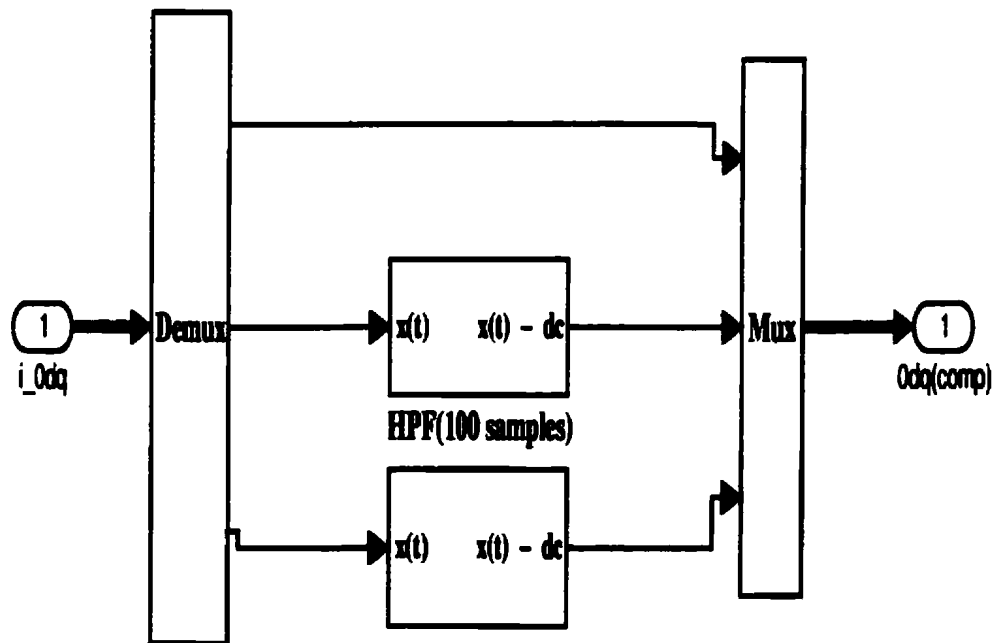 1
i_0dq
Demux
x(t) x(t) - dc
HPF(100 samples)
x(t) x(t) - dc
Mux
1
0dq(comp)